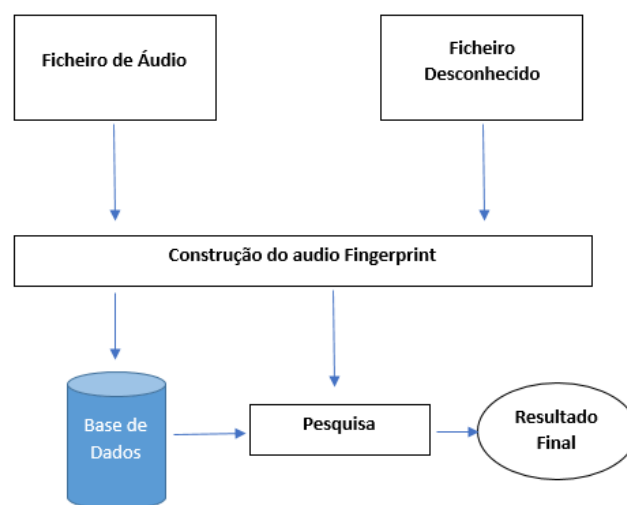 Ficheiro de Áudio
Ficheiro
Desconhecido
Construção do audio Fingerprint
Base de
Dados
Pesquisa
Resultado
Final